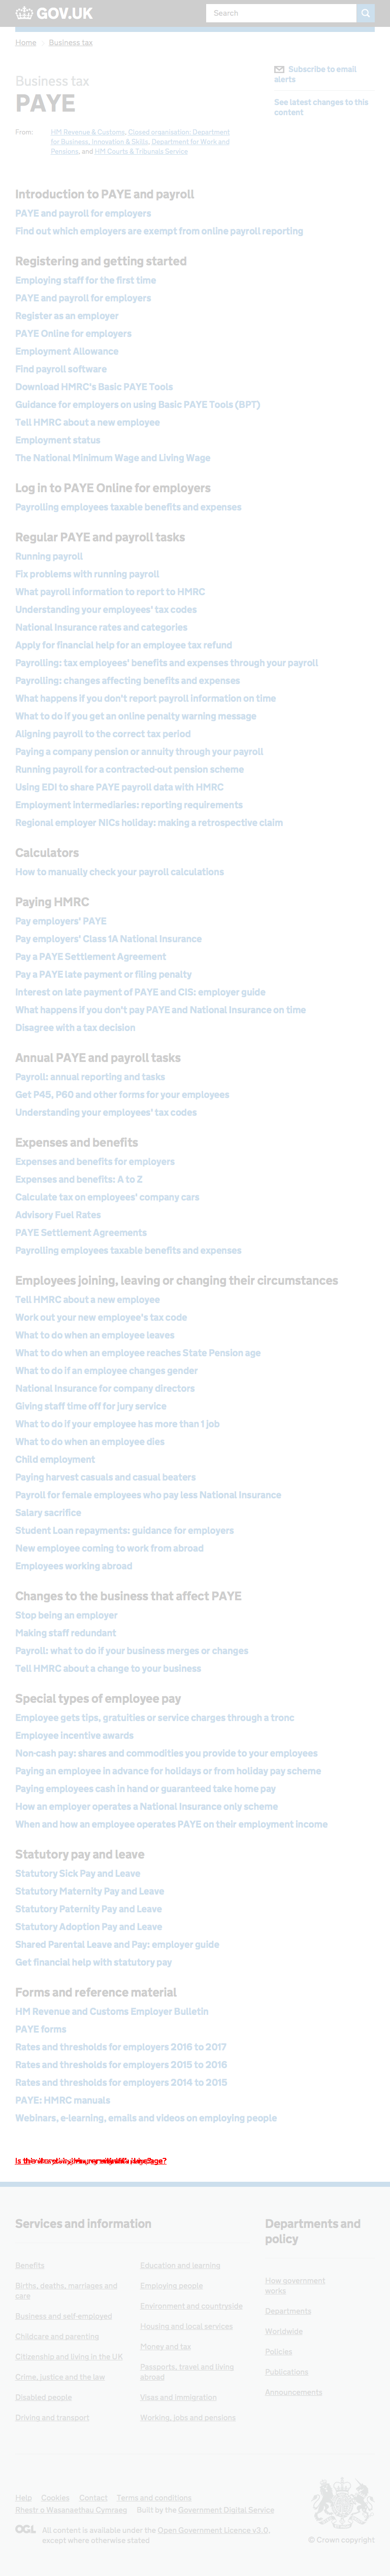 GOV.UK
Search
Home
Business tax
Subscribe to email
alerts
See latest changes to this
content
Business tax
PAYE
From:
HM Revenue & Customs, Closed organisation: Department
for Business, Innovation & Skills, Department for Work and
Pensions, and HM Courts & Tribunals Service
Introduction to PAYE and payroll
PAYE and payroll for employers
Find out which employers are exempt from online payroll reporting
Registering and getting started
Employing staff for the first time
PAYE and payroll for employers
Register as an employer
PAYE Online for employers
Employment Allowance
Find payroll software
Download HMRC's Basic PAYE Tools
Guidance for employers on using Basic PAYE Tools (BPT)
Tell HMRC about a new employee
Employment status
The National Minimum Wage and Living Wage
Log in to PAYE Online for employers
Payrolling employees taxable benefits and expenses
Regular PAYE and payroll tasks
Running payroll
Fix problems with running payroll
What payroll information to report to HMRC
Understanding your employees' tax codes
National Insurance rates and categories
Apply for financial help for an employee tax refund
Payrolling: tax employees' benefits and expenses through your payroll
Payrolling: changes affecting benefits and expenses
What happens if you don't report payroll information on time
What to do if you get an online penalty warning message
Aligning payroll to the correct tax period
Paying a company pension or annuity through your payroll
Running payroll for a contracted-out pension scheme
Using EDI to share PAYE payroll data with HMRC
Employment intermediaries: reporting requirements
Regional employer NICs holiday: making a retrospective claim
Calculators
How to manually check your payroll calculations
Paying HMRC
Pay employers' PAYE
Pay employers' Class 1A National Insurance
Pay a PAYE Settlement Agreement
Pay a PAYE late payment or filing penalty
Interest on late payment of PAYE and CIS: employer guide
What happens if you don't pay PAYE and National Insurance on time
Disagree with a tax decision
Annual PAYE and payroll tasks
Payroll: annual reporting and tasks
Get P45, P60 and other forms for your employees
Understanding your employees' tax codes
Expenses and benefits
Expenses and benefits for employers
Expenses and benefits: A to Z
Calculate tax on employees' company cars
Advisory Fuel Rates
PAYE Settlement Agreements
Payrolling employees taxable benefits and expenses
Employees joining, leaving or changing their circumstances
Tell HMRC about a new employee
Work out your new employee's tax code
What to do when an employee leaves
What to do when an employee reaches State Pension age
What to do if an employee changes gender
National Insurance for company directors
Giving staff time off for jury service
What to do if your employee has more than 1 job
What to do when an employee dies
Child employment
Paying harvest casuals and casual beaters
Payroll for female employees who pay less National Insurance
Salary sacrifice
Student Loan repayments: guidance for employers
New employee coming to work from abroad
Employees working abroad
Changes to the business that affect PAYE
Stop being an employer
Making staff redundant
Payroll: what to do if your business merges or changes
Tell HMRC about a change to your business
Special types of employee pay
Employee gets tips, gratuities or service charges through a tronc
Employee incentive awards
Non-cash pay: shares and commodities you provide to your employees
Paying an employee in advance for holidays or from holiday pay scheme
Paying employees cash in hand or guaranteed take home pay
How an employer operates a National Insurance only scheme
When and how an employee operates PAYE on their employment income
Statutory pay and leave
Statutory Sick Pay and Leave
Statutory Maternity Pay and Leave
Statutory Paternity Pay and Leave
Statutory Adoption Pay and Leave
Shared Parental Leave and Pay: employer guide
Get financial help with statutory pay
Forms and reference material
HM Revenue and Customs Employer Bulletin
PAYE forms
Rates and thresholds for employers 2016 to 2017
Rates and thresholds for employers 2015 to 2016
Rates and thresholds for employers 2014 to 2015
PAYE: HMRC manuals
Webinars, e-learning, emails and videos on employing people
Services and information
Departments and
policy
Benefits
Births, deaths, marriages and
care
Business and self-employed
Childcare and parenting
Citizenship and living in the UK
Crime, justice and the law
Disabled people
Driving and transport
Education and learning
Employing people
Environment and countryside
Housing and local services
Money and tax
Passports, travel and living
abroad
Visas and immigration
Working, jobs and pensions
How government
works
Departments
Worldwide
Policies
Publications
Announcements
Help Cookies Contact Terms and conditions
Rhestr o Wasanaethau Cymraeg Built by the Government Digital Service
OGL All content is available under the Open Government Licence v3.0,
except where otherwise stated
© Crown copyright